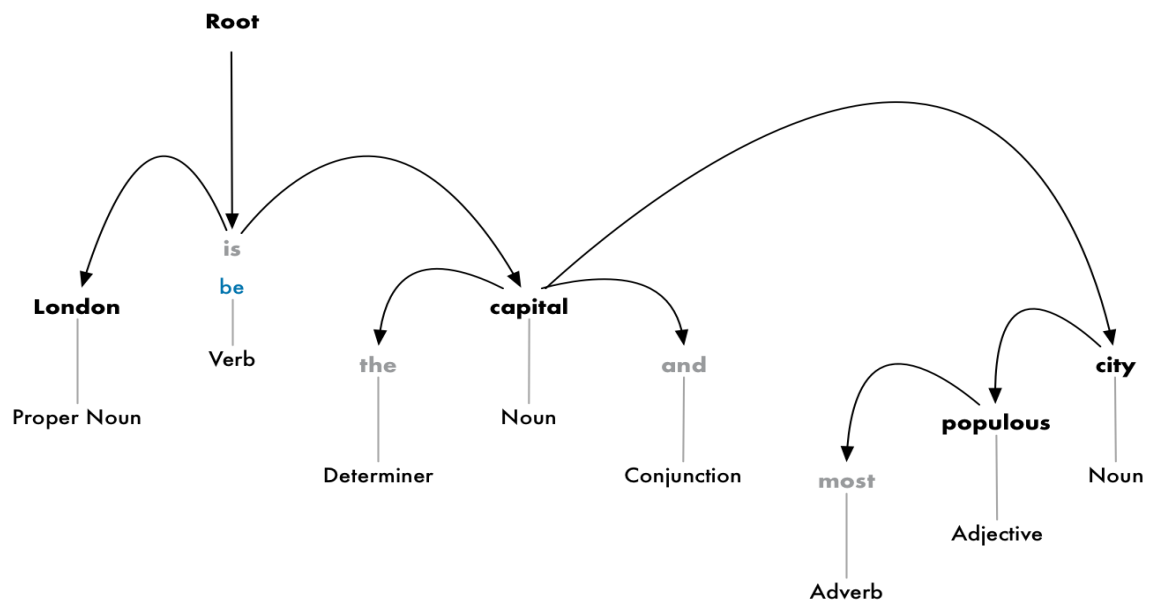 Root
is
be
London
capital
Verb
the
and
city
Proper Noun
Noun
populous
Determiner
Conjunction
most
Noun
Adjective
Adverb